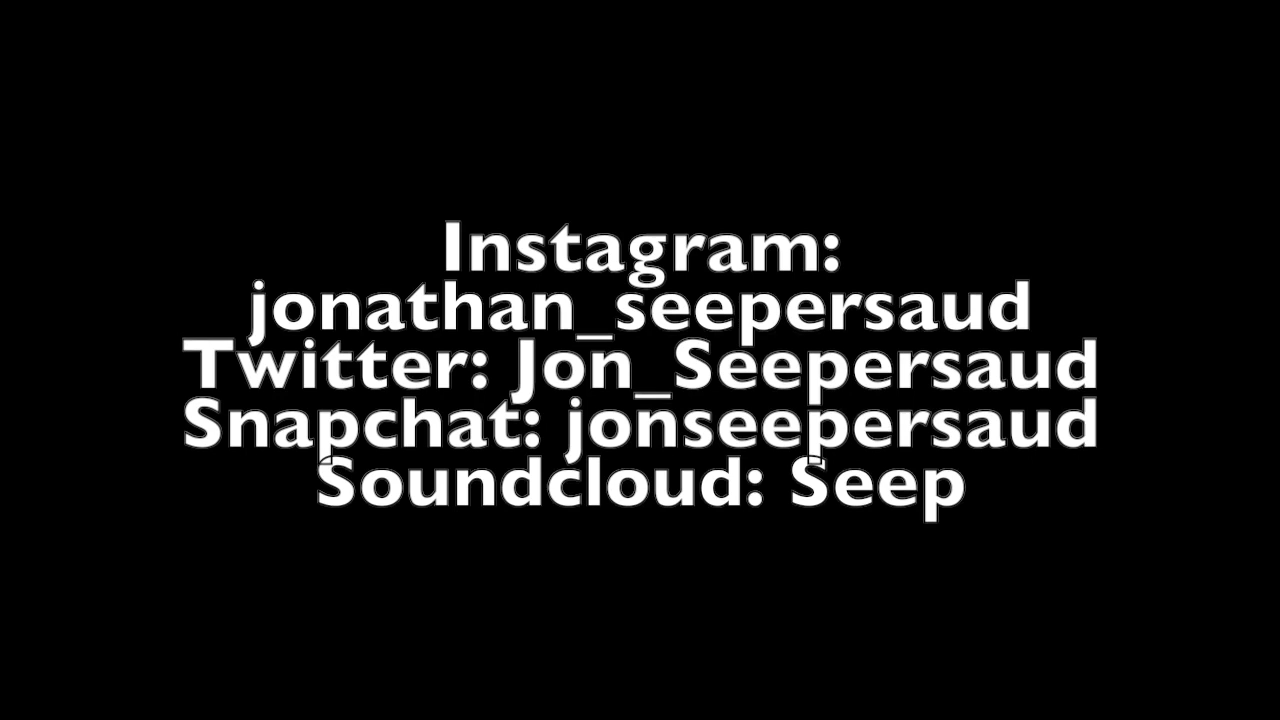 Instagram:
jonathan_seepersaud
Twitter: Jon_Seepersaud
Snapchat: jonseepersaud
Soundcloud: Seep